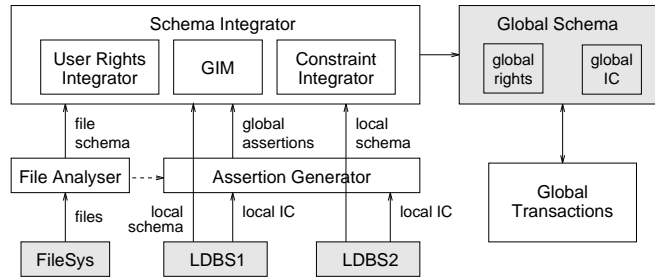 Schema Integrator
User Rights
Integrator
GIM
Constraint
Integrator
Global Schema
global
rights
global
IC
file
schema
global
assertions
local
schema
File Analyser
Assertion Generator
Global
Transactions
files
local
schema
local IC
local IC
FileSys
LDBS1
LDBS2